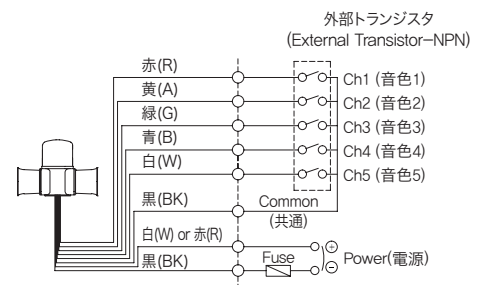 外部トランジスタ
(External Transistor-NPN)
赤(R)
Ch1 (音色1)
黄(A)
Ch2 (音色2)
緑(G)
Ch3 (音色3)
青(B)
Ch4 (音色4)
白(W)
Ch5 (音色5)
黒(BK)
Common
(共通)
白(W) or 赤(R)
⊕
黒(BK)
Fuse
⊖
Power(電源)